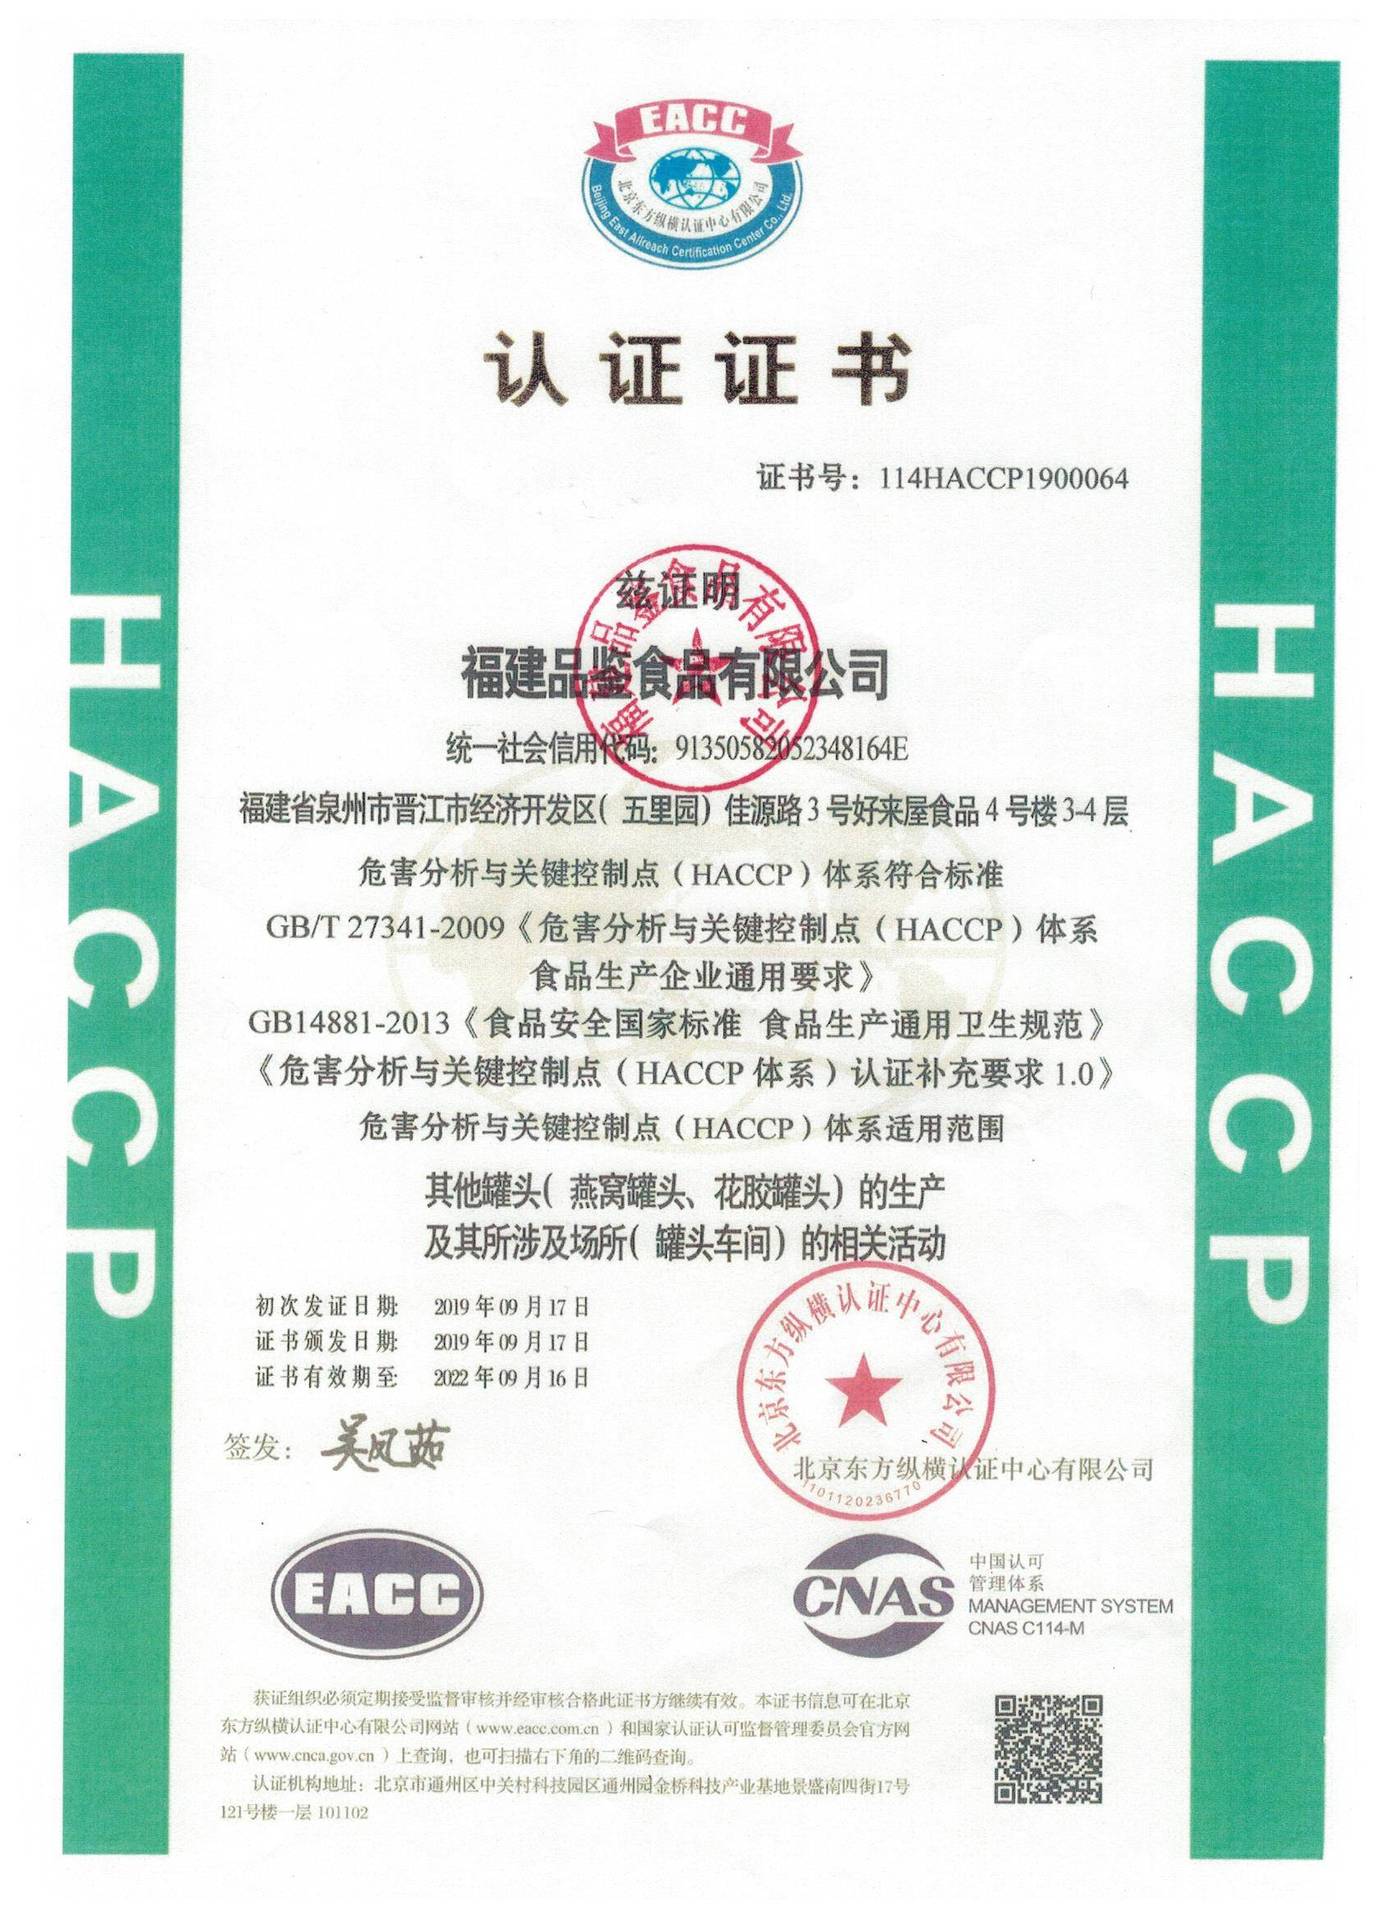 EACC
北京东方纵横认证中心有限公司
Beijing East Allreach Certification Center Co., Ltd.
认证证书
证书号：114HACCP1900064
兹证明
福建品鉴食品有限公司
福建品鉴食品有限公司
统一社会信用代码：91350582052348164E
福建省泉州市晋江市经济开发区（五里园）佳源路3号好来屋食品4号楼3-4层
危害分析与关键控制点（HACCP）体系符合标准
GB/T 27341-2009《危害分析与关键控制点（HACCP）体系
食品生产企业通用要求》
GB14881-2013《食品安全国家标准 食品生产通用卫生规范》
《危害分析与关键控制点（HACCP 体系）认证补充要求 1.0》
危害分析与关键控制点（HACCP）体系适用范围
其他罐头（燕窝罐头、花胶罐头）的生产
及其所涉及场所（罐头车间）的相关活动
初次发证日期： 2019年09月17日
证书颁发日期： 2019年09月17日
证书有效期至： 2022年09月16日
签发：吴凤茹
北京东方纵横认证中心有限公司
1101120236770
北京东方纵横认证中心有限公司
EACC
CNAS
中国认可
管理体系
MANAGEMENT SYSTEM
CNAS C114-M
获证组织必须定期接受监督审核并经审核合格此证书方继续有效。本证书信息可在北京
东方纵横认证中心有限公司网站（www.eacc.com.cn）和国家认证认可监督管理委员会官方网
站（www.cnca.gov.cn）上查询，也可扫描右下角的二维码查询。
认证机构地址：北京市通州区中关村科技园区通州园金桥科技产业基地景盛南四街17号
121号楼一层 101102
HACCP
HACCP